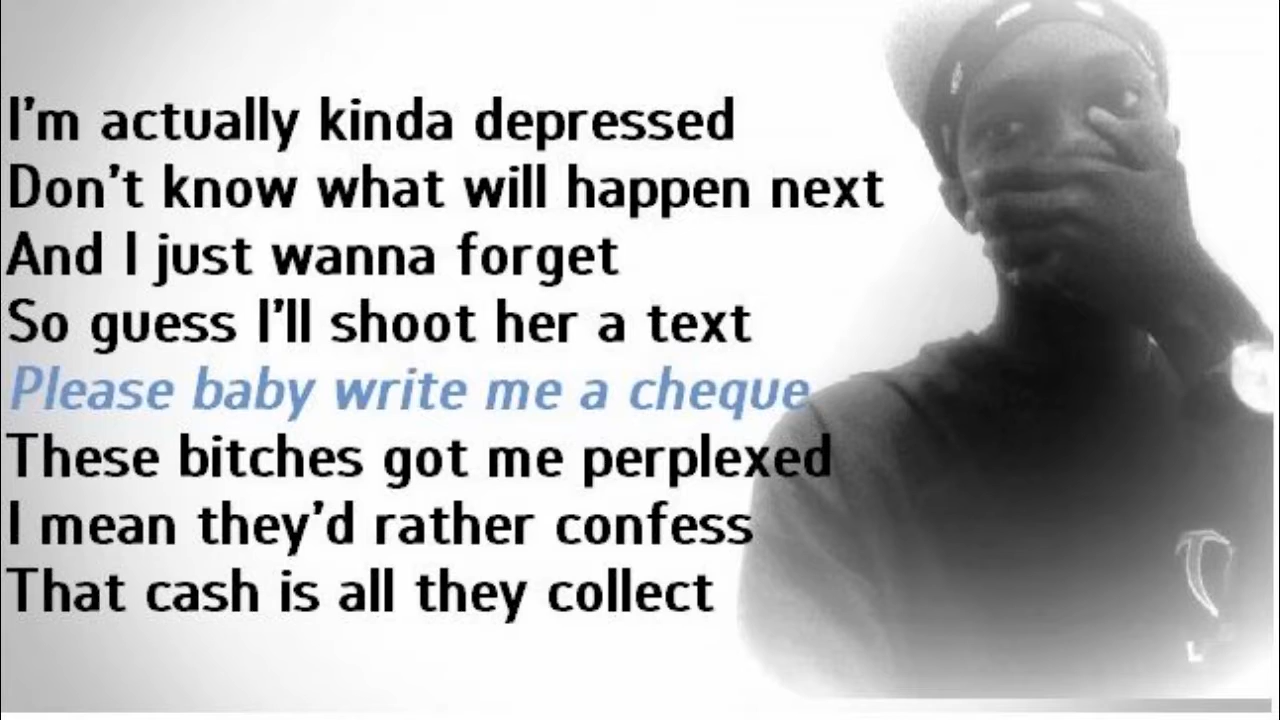 I'm actually kinda depressed
Don't know what will happen next
And I just wanna forget
So guess I'll shoot her a text
Please baby write me a cheque
These bitches got me perplexed
I mean they'd rather confess
That cash is all they collect